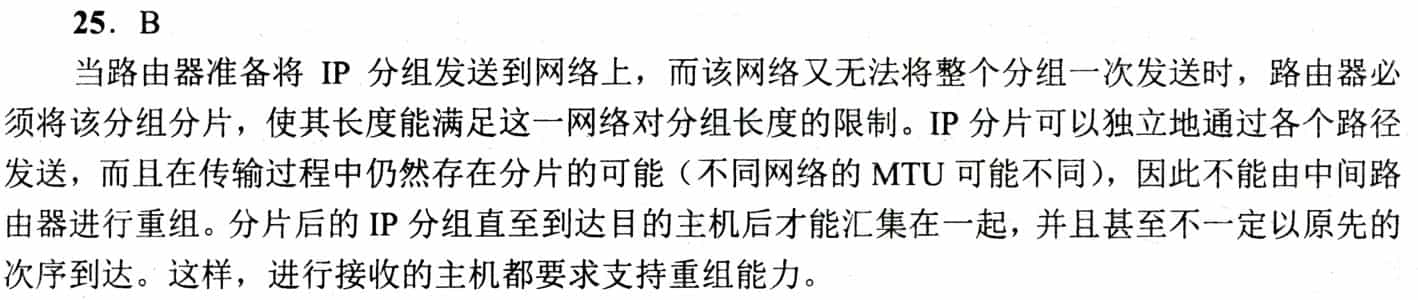 25. B
当路由器准备将 IP 分组发送到网络上，而该网络又无法将整个分组一次发送时，路由器必
须将该分组分片，使其长度能满足这一网络对分组长度的限制。IP 分片可以独立地通过各个路径
发送，而且在传输过程中仍然存在分片的可能（不同网络的 MTU 可能不同），因此不能由中间路
由器进行重组。分片后的 IP 分组直至到达目的主机后才能汇集在一起，并且甚至不一定以原先的
次序到达。这样，进行接收的主机都要求支持重组能力。